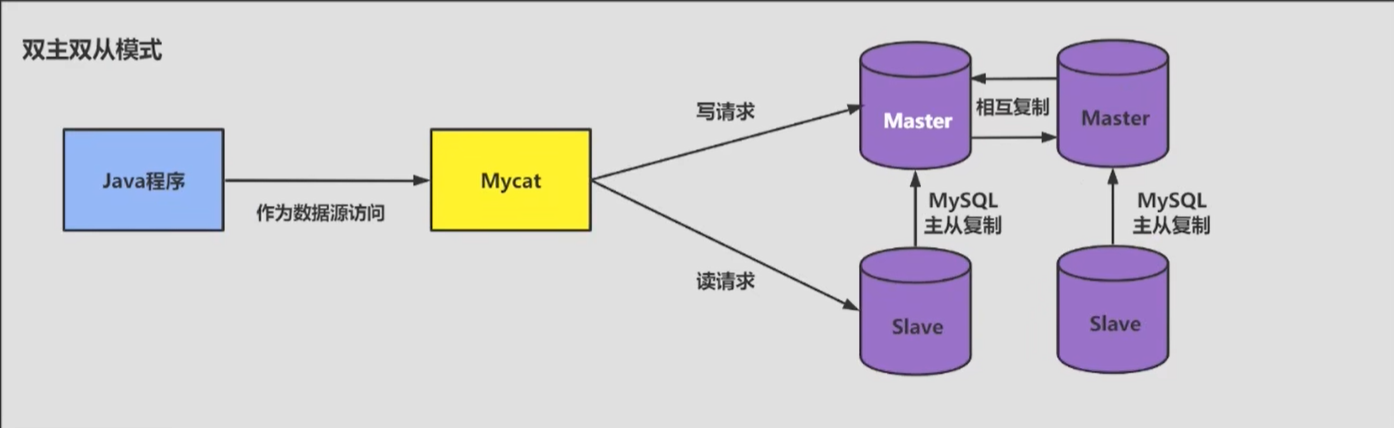 双主双从模式
Java程序
作为数据源访问
Mycat
写请求
读请求
Master
相互复制
Master
MySQL
主从复制
MySQL
主从复制
Slave
Slave